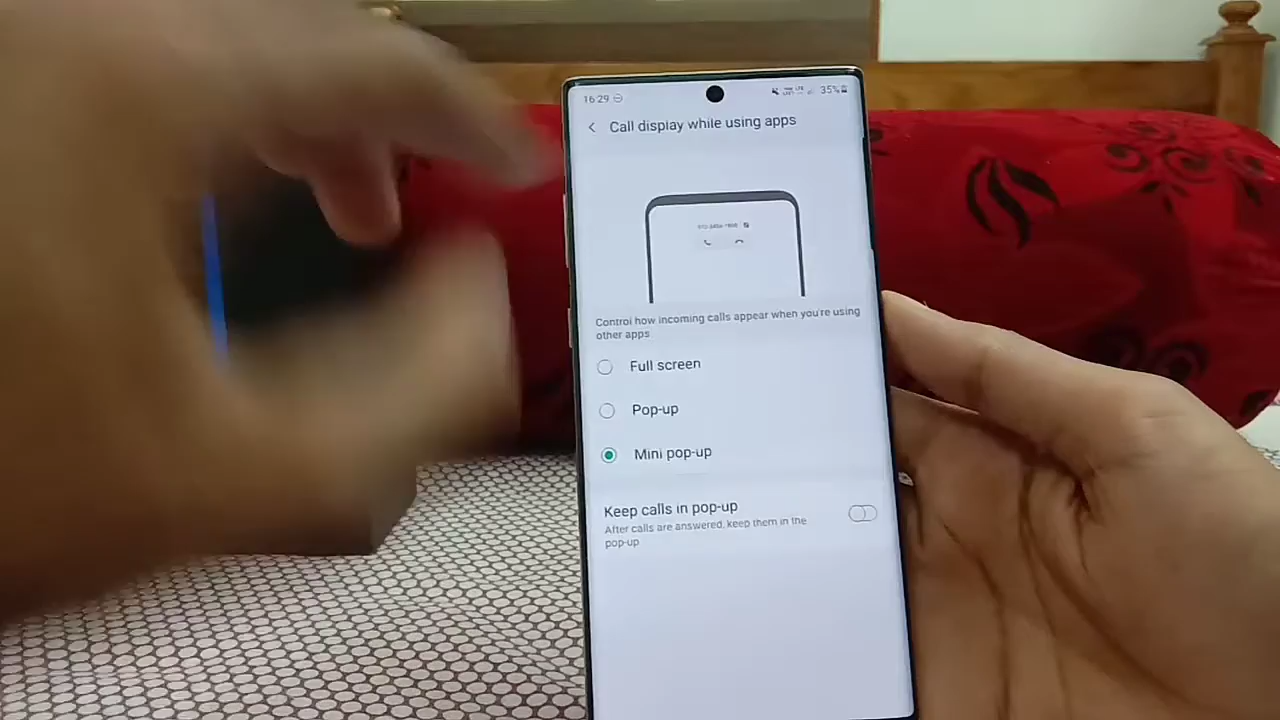 16:29
35%
Call display while using apps
Control how incoming calls appear when you're using
other apps
Full screen
Pop-up
Mini pop-up
Keep calls in pop-up
After calls are answered, keep them in the
pop-up